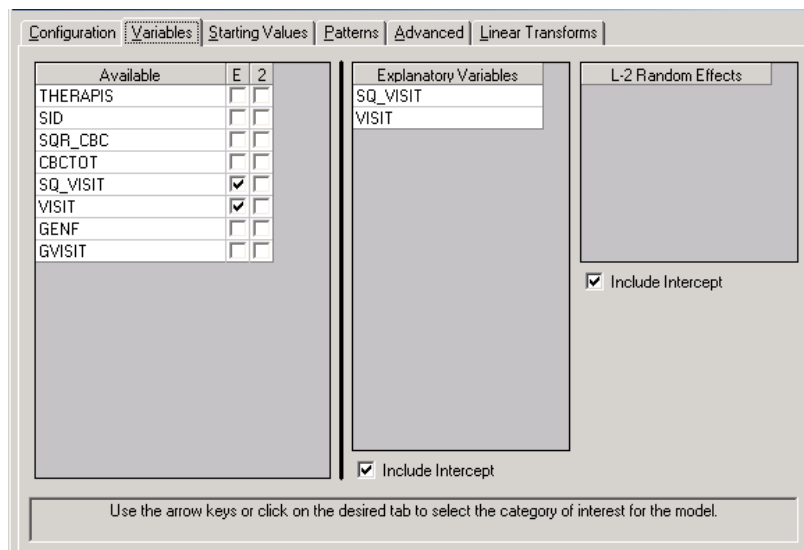 Configuration Variables Starting Values Patterns Advanced Linear Transforms
Available E 2
THERAPIS
SID
SQR_CBC
CBCTOT
SQ_VISIT
VISIT
GENF
GVISIT
Explanatory Variables
SQ_VISIT
VISIT
Include Intercept
L-2 Random Effects
Include Intercept
Use the arrow keys or click on the desired tab to select the category of interest for the model.